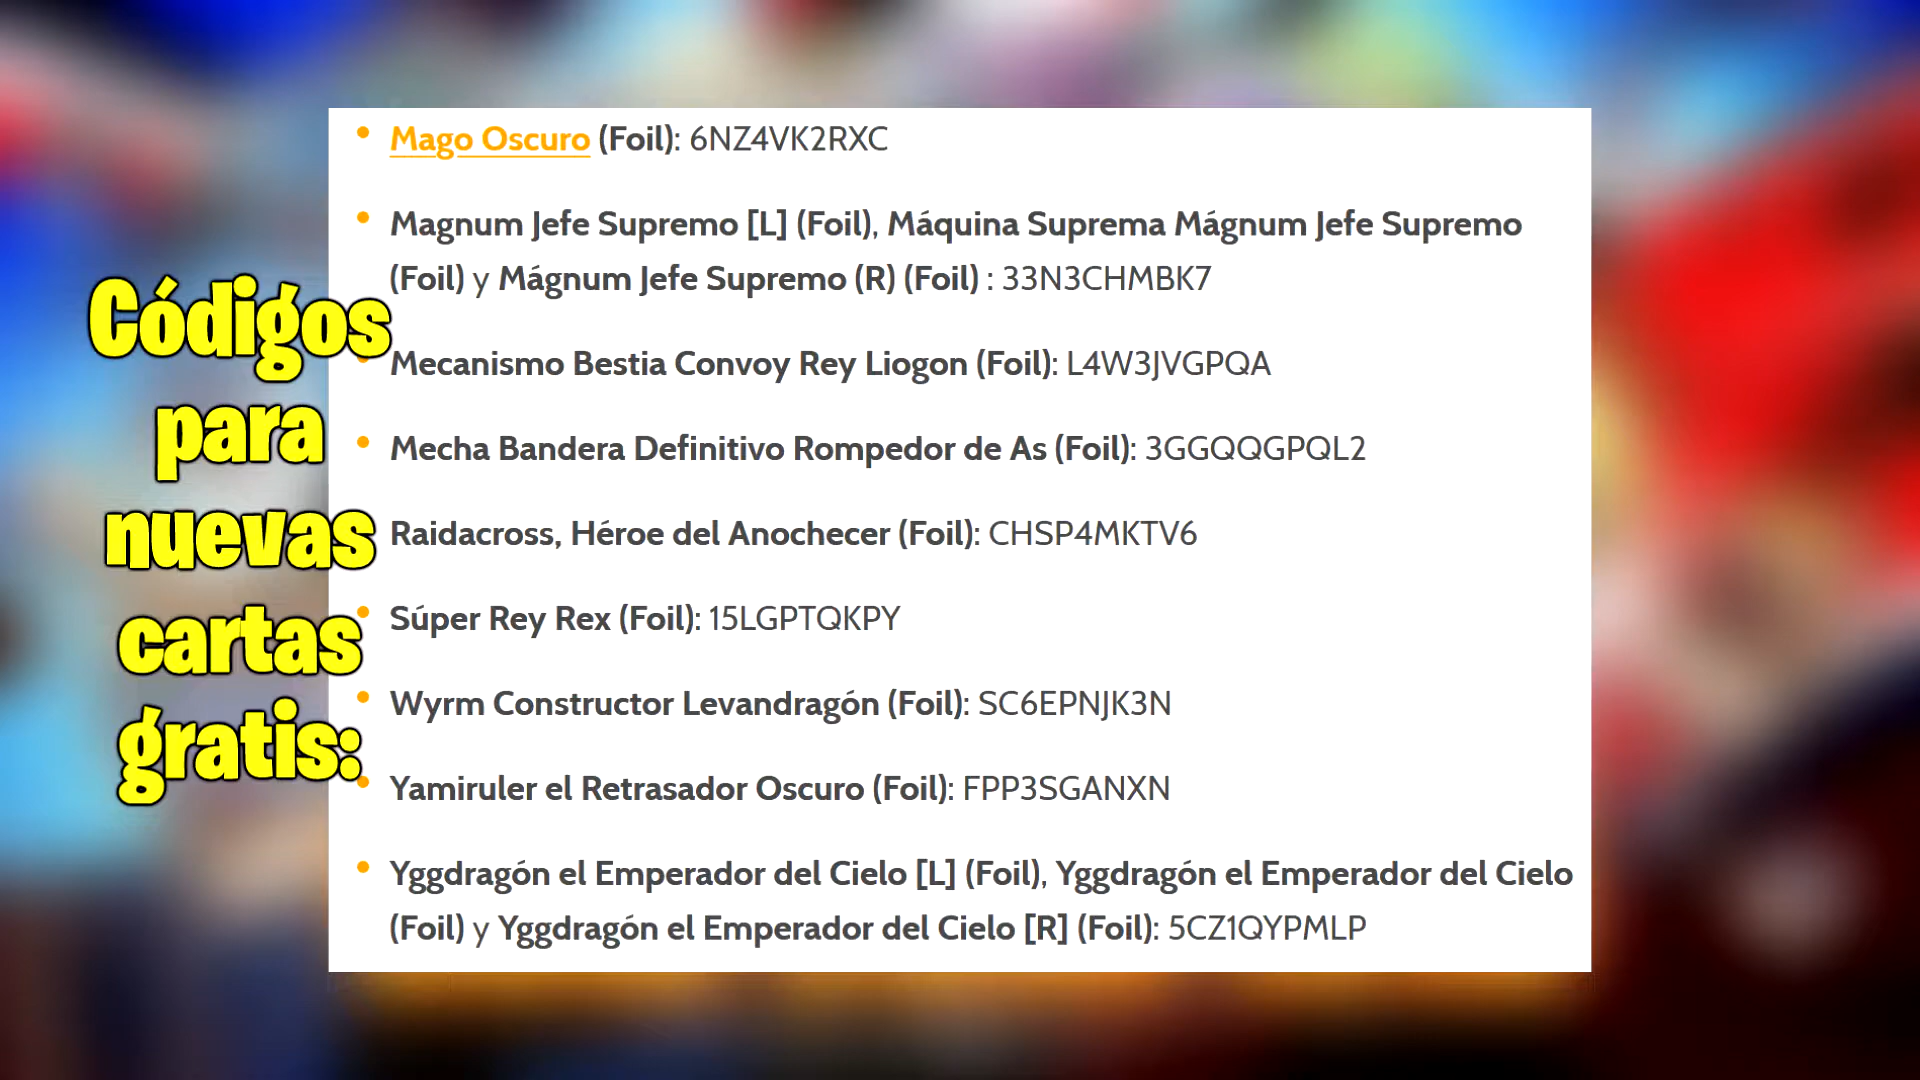 Códigos
para
nuevas
cartas
gratis:
Mago Oscuro (Foil): 6NZ4VK2RXC
Magnum Jefe Supremo [L] (Foil), Máquina Suprema Mágnum Jefe Supremo
(Foil) y Mágnum Jefe Supremo (R) (Foil) : 33N3CHMBK7
Mecanismo Bestia Convoy Rey Liogon (Foil): L4W3JVGPQA
Mecha Bandera Definitivo Rompedor de As (Foil): 3GGQQGPQL2
Raidacross, Héroe del Anochecer (Foil): CHSP4MKTV6
Súper Rey Rex (Foil): 15LGPTQKPY
Wyrm Constructor Levandragón (Foil): SC6EPNJK3N
Yamiruler el Retrasador Oscuro (Foil): FPP3SGANXN
Yggdragón el Emperador del Cielo [L] (Foil), Yggdragón el Emperador del Cielo
(Foil) y Yggdragón el Emperador del Cielo [R] (Foil): 5CZ1QYPMLP